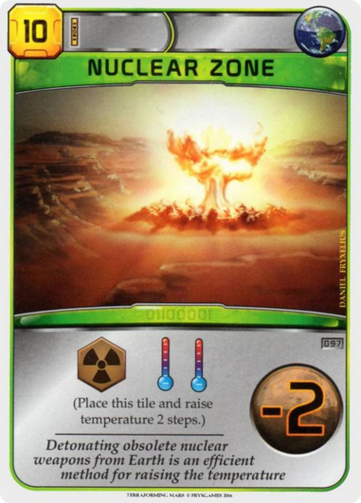 10
NUCLEAR ZONE
DANIEL FRYXELIUS
097
(Place this tile and raise
temperature 2 steps.)
-2
Detonating obsolete nuclear
weapons from Earth is an efficient
method for raising the temperature
TERRAFORMING MARS © FRYXGAMES 2016